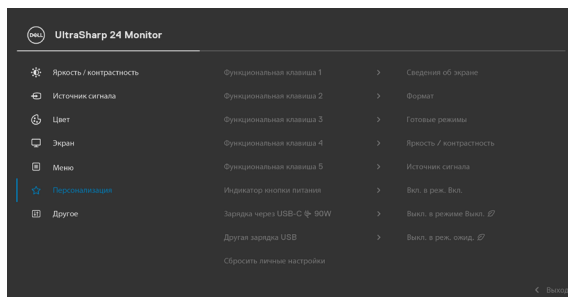 DELL UltraSharp 24 Monitor
Яркость / контрастность Функциональная клавиша 1 > Сведения об экране
Источник сигнала Функциональная клавиша 2 > Формат
Цвет Функциональная клавиша 3 > Готовые режимы
Экран Функциональная клавиша 4 > Яркость / контрастность
Меню Функциональная клавиша 5 > Источник сигнала
Персонализация Индикатор кнопки питания > Вкл. в реж. Вкл.
Другое Зарядка через USB-C 90W > Выкл. в режиме Выкл.
Другая зарядка USB > Выкл. в реж. ожид.
Сбросить личные настройки
< Выход